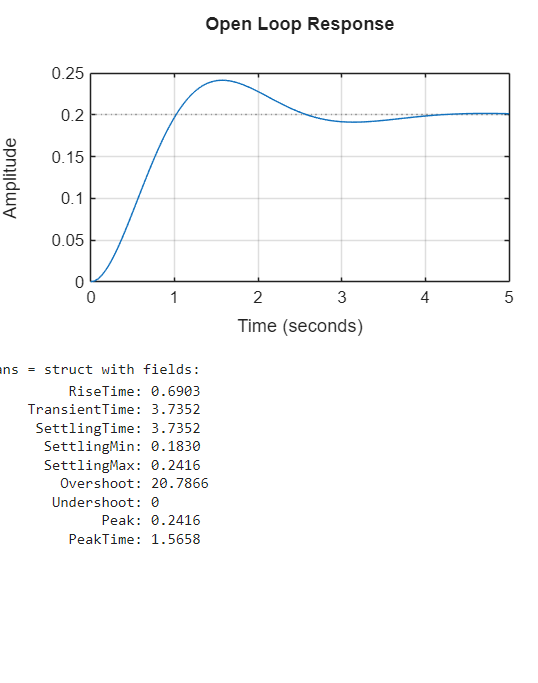 Open Loop Response
0.25
0.2
0.15
0.1
0.05
0
Amplitude
0 1 2 3 4 5
Time (seconds)
ans = struct with fields:
RiseTime: 0.6903
TransientTime: 3.7352
SettlingTime: 3.7352
SettlingMin: 0.1830
SettlingMax: 0.2416
Overshoot: 20.7866
Undershoot: 0
Peak: 0.2416
PeakTime: 1.5658